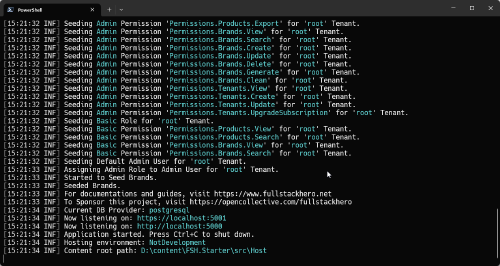 PowerShell
[15:21:32 INF] Seeding Admin Permission 'Permissions.Products.Export' for 'root' Tenant.
[15:21:32 INF] Seeding Admin Permission 'Permissions.Brands.View' for 'root' Tenant.
[15:21:32 INF] Seeding Admin Permission 'Permissions.Brands.Search' for 'root' Tenant.
[15:21:32 INF] Seeding Admin Permission 'Permissions.Brands.Create' for 'root' Tenant.
[15:21:32 INF] Seeding Admin Permission 'Permissions.Brands.Update' for 'root' Tenant.
[15:21:32 INF] Seeding Admin Permission 'Permissions.Brands.Delete' for 'root' Tenant.
[15:21:32 INF] Seeding Admin Permission 'Permissions.Brands.Generate' for 'root' Tenant.
[15:21:32 INF] Seeding Admin Permission 'Permissions.Brands.Clean' for 'root' Tenant.
[15:21:32 INF] Seeding Admin Permission 'Permissions.Tenants.View' for 'root' Tenant.
[15:21:32 INF] Seeding Admin Permission 'Permissions.Tenants.Create' for 'root' Tenant.
[15:21:32 INF] Seeding Admin Permission 'Permissions.Tenants.Update' for 'root' Tenant.
[15:21:32 INF] Seeding Admin Permission 'Permissions.Tenants.UpgradeSubscription' for 'root' Tenant.
[15:21:32 INF] Seeding Basic Role for 'root' Tenant.
[15:21:32 INF] Seeding Basic Permission 'Permissions.Products.View' for 'root' Tenant.
[15:21:32 INF] Seeding Basic Permission 'Permissions.Products.Search' for 'root' Tenant.
[15:21:32 INF] Seeding Basic Permission 'Permissions.Brands.View' for 'root' Tenant.
[15:21:32 INF] Seeding Basic Permission 'Permissions.Brands.Search' for 'root' Tenant.
[15:21:32 INF] Seeding Default Admin User for 'root' Tenant.
[15:21:33 INF] Assigning Admin Role to Admin User for 'root' Tenant.
[15:21:33 INF] Started to Seed Brands.
[15:21:33 INF] Seeded Brands.
[15:21:33 INF] For documentations and guides, visit https://www.fullstackhero.net
[15:21:33 INF] To Sponsor this project, visit https://opencollective.com/fullstackhero
[15:21:34 INF] Current DB Provider: postgresql
[15:21:34 INF] Now listening on: https://localhost:5001
[15:21:34 INF] Now listening on: http://localhost:5000
[15:21:34 INF] Application started. Press Ctrl+C to shut down.
[15:21:34 INF] Hosting environment: NotDevelopment
[15:21:34 INF] Content root path: D:\content\FSH.Starter\src\Host